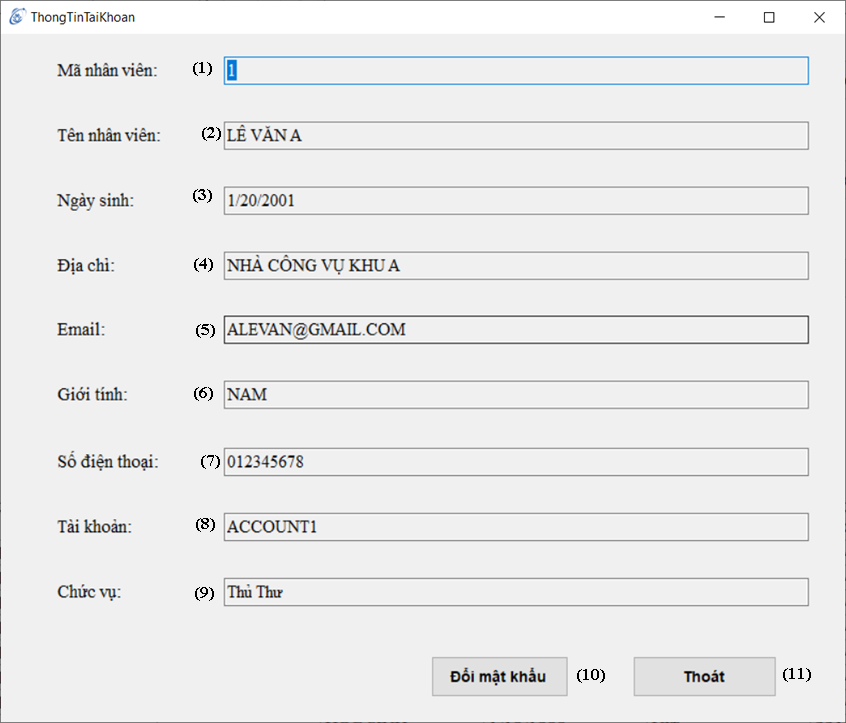 ThongTinTaiKhoan
Mã nhân viên: (1) 1
Tên nhân viên: (2) LÊ VĂN A
Ngày sinh: (3) 1/20/2001
Địa chỉ: (4) NHÀ CÔNG VỤ KHU A
Email: (5) ALEVAN@GMAIL.COM
Giới tính: (6) NAM
Số điện thoại: (7) 012345678
Tài khoản: (8) ACCOUNT1
Chức vụ: (9) Thủ Thư
Đổi mật khẩu (10) Thoát (11)